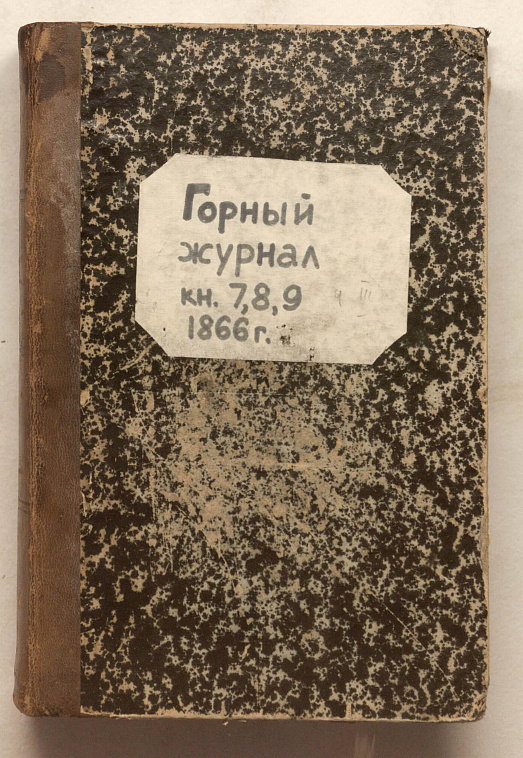 Горный
журнал
кн. 7,8,9
1866 г.